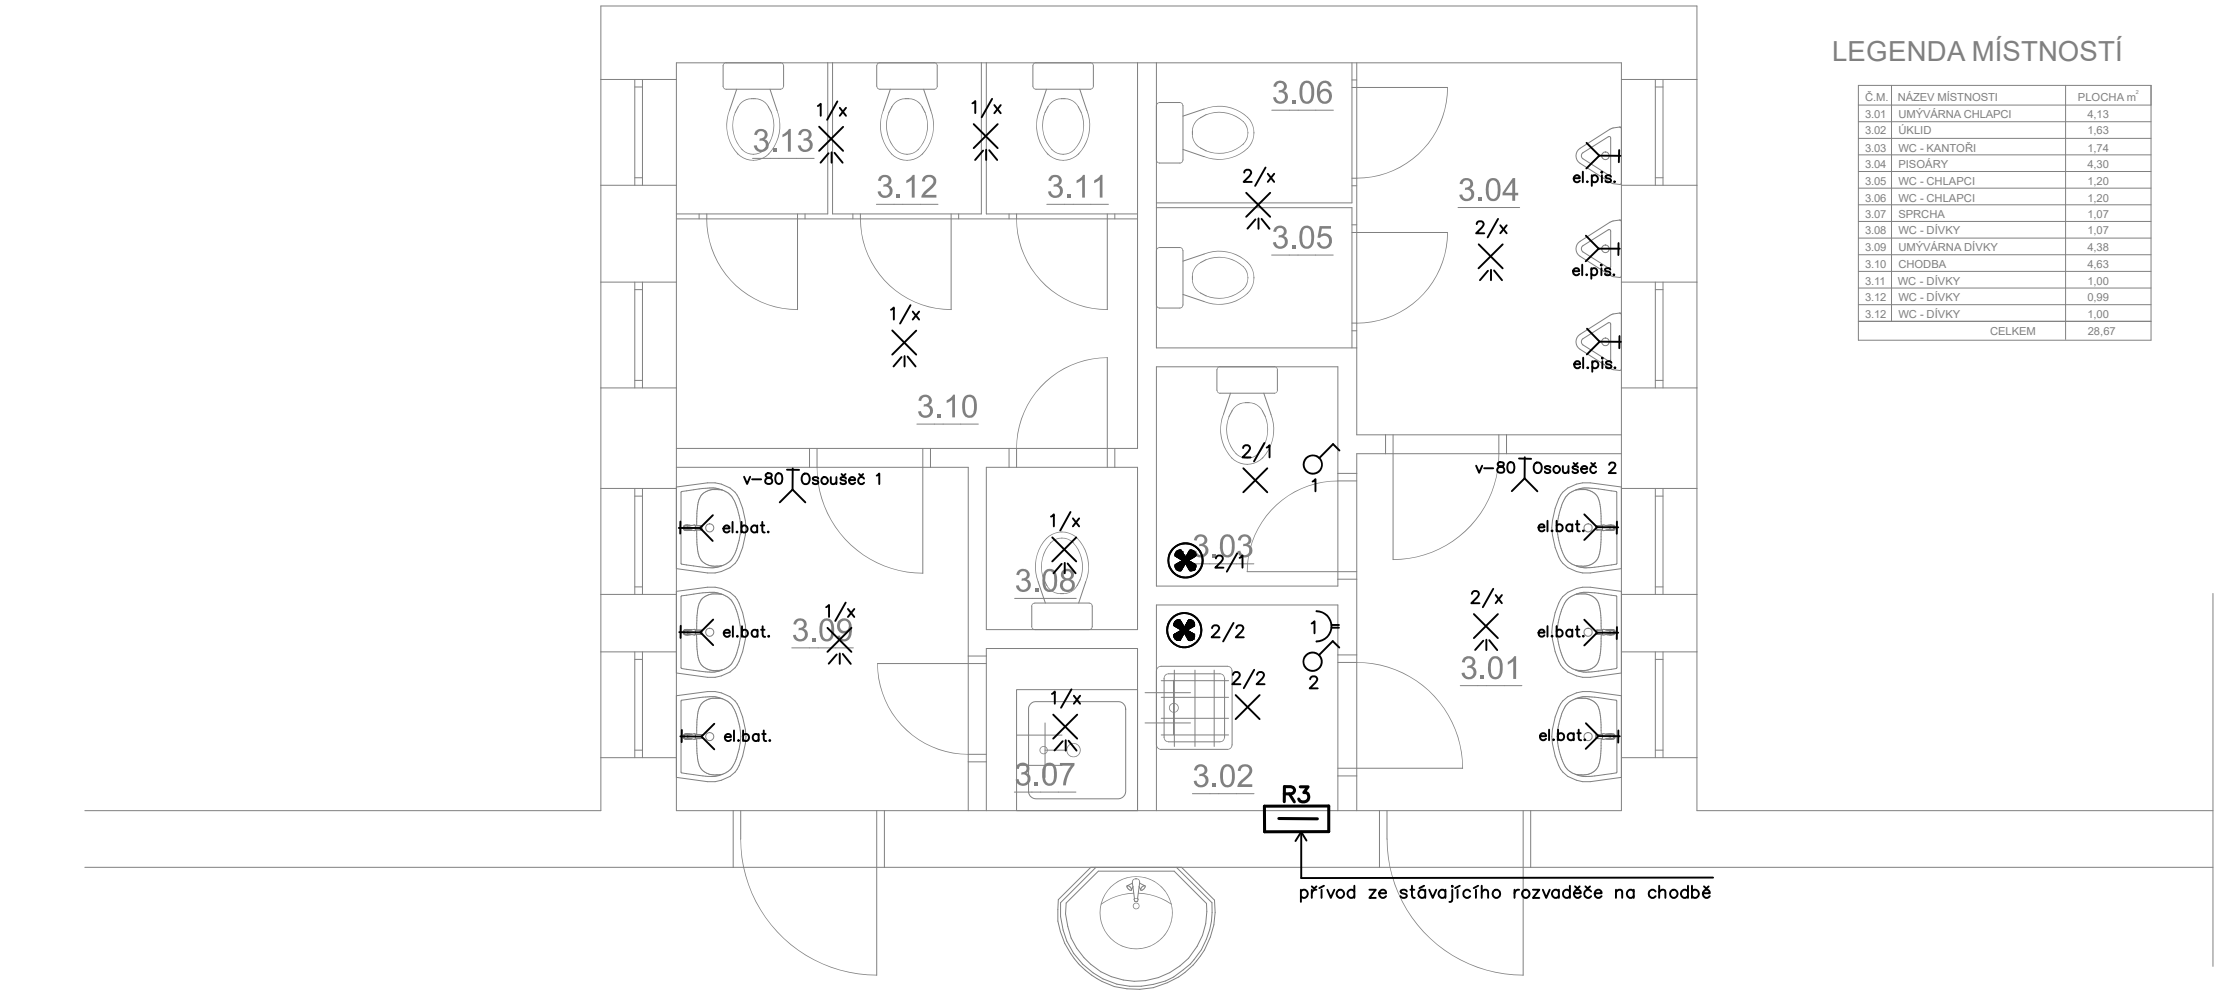 LEGENDA MÍSTNOSTÍ
Č.M. NÁZEV MÍSTNOSTI PLOCHA m²
3.01 UMÝVÁRNA CHLAPCI 4,13
3.02 ÚKLID 1,63
3.03 WC - KANTOŘI 1,74
3.04 PISOÁRY 4,30
3.05 WC - CHLAPCI 1,20
3.06 WC - CHLAPCI 1,20
3.07 SPRCHA 1,07
3.08 WC - DÍVKY 1,07
3.09 UMÝVÁRNA DÍVKY 4,38
3.10 CHODBA 4,63
3.11 WC - DÍVKY 1,00
3.12 WC - DÍVKY 0,99
3.12 WC - DÍVKY 1,00
CELKEM 28,67
1/x
3.13
3.12
1/x
3.11
3.06
2/x
3.05
3.04
2/x
el.pis.
el.pis.
el.pis.
1/x
3.10
2/1
1
3.03
2/1
v-80 Osoušeč 1
el.bat.
el.bat.
el.bat.
1/x
3.09
1/x
3.08
1/x
3.07
2/2
1
2
2/2
3.02
R3
v-80 Osoušeč 2
el.bat.
el.bat.
el.bat.
2/x
3.01
přívod ze stávajícího rozvaděče na chodbě